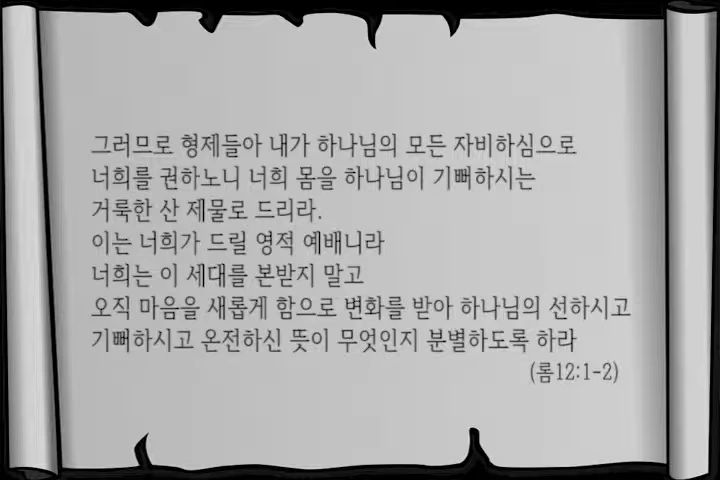 그러므로 형제들아 내가 하나님의 모든 자비하심으로
너희를 권하노니 너희 몸을 하나님이 기뻐하시는
거룩한 산 제물로 드리라.
이는 너희가 드릴 영적 예배니라
너희는 이 세대를 본받지 말고
오직 마음을 새롭게 함으로 변화를 받아 하나님의 선하시고
기뻐하시고 온전하신 뜻이 무엇인지 분별하도록 하라
(롬12:1-2)